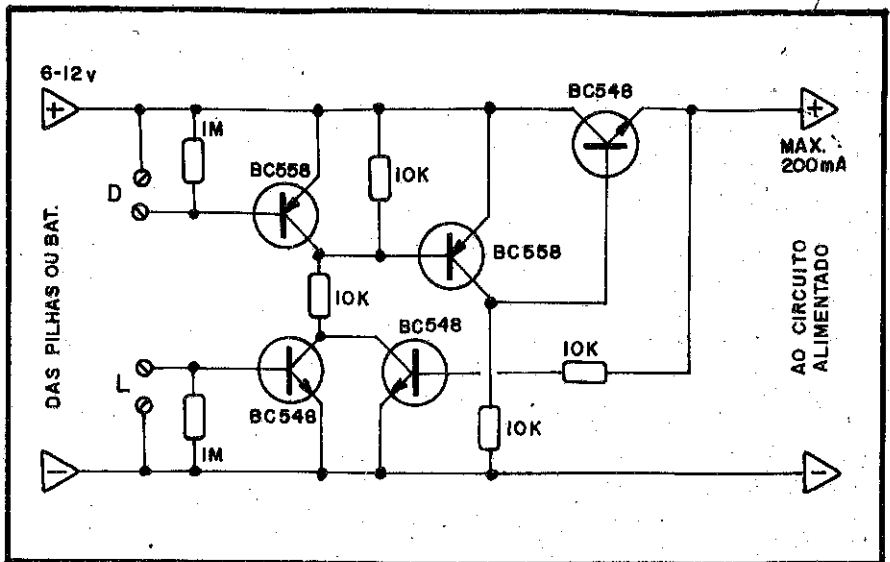 6-12v
+
D
1M
BC558
10K
BC548
+
MAX.
200mA
BC558
10K
DAS PILHAS OU BAT.
L
BC548
BC548
10K
AO CIRCUITO
ALIMENTADO
1M
10K
-
-